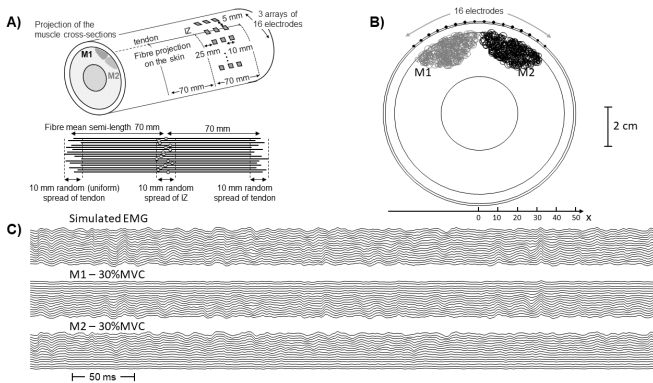 A)
Projection of the
muscle cross-sections
M1
M2
tendon
IZ
Fibre projection
on the skin
5 mm
3 arrays of
16 electrodes
25 mm
10 mm
70 mm
70 mm
Fibre mean semi-length 70 mm
70 mm
10 mm random (uniform)
spread of tendon
10 mm random
spread of IZ
10 mm random
spread of tendon
B)
16 electrodes
M1
M2
2 cm
0 10 20 30 40 50 X
C)
Simulated EMG
M1 – 30%MVC
M2 – 30%MVC
50 ms